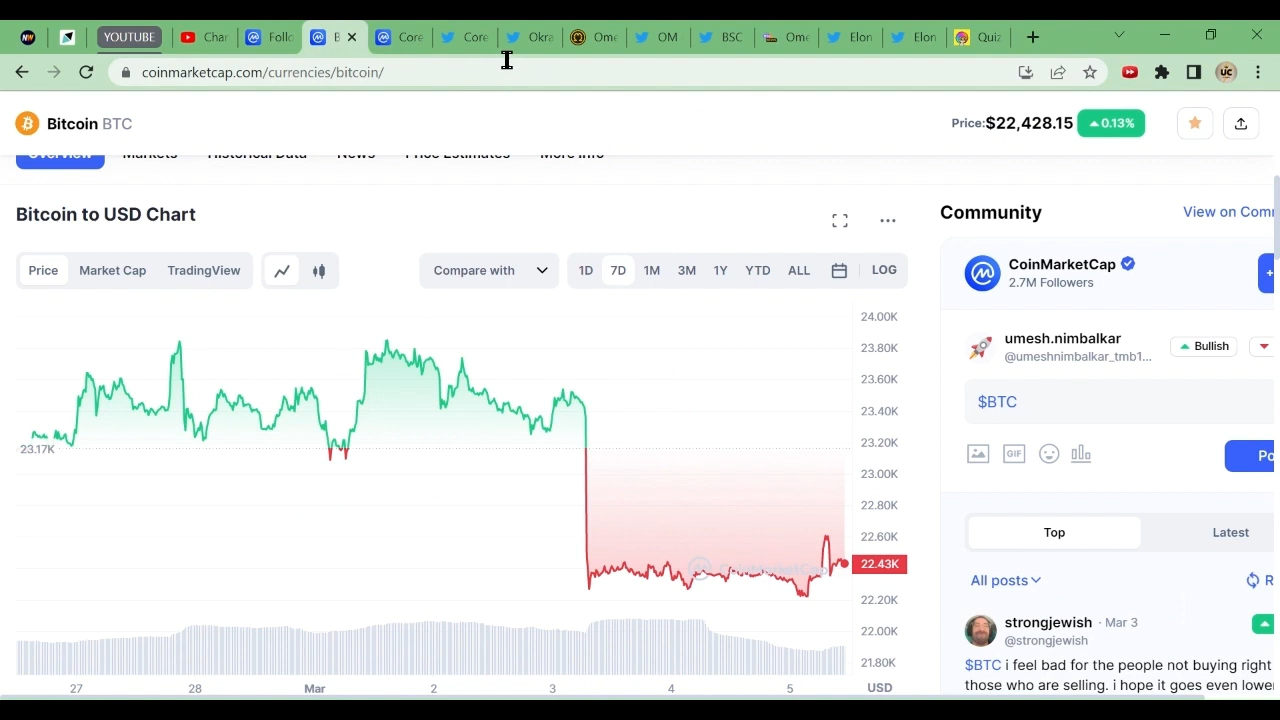 YOUTUBE
Chan
Follo
B
Core
Core
Okra
Ome
OM
BSC
Ome
Elon
Elon
Quiz
coinmarketcap.com/currencies/bitcoin/
UC
Bitcoin BTC
Price:$22,428.15
0.13%
Overview Markets Historical Data News Price Estimates More Info
Bitcoin to USD Chart
Price Market Cap TradingView
Compare with
1D 7D 1M 3M 1Y YTD ALL LOG
24.00K
23.80K
23.60K
23.40K
23.20K
23.17K
23.00K
22.80K
22.60K
22.43K
22.20K
22.00K
21.80K
CoinMarketCap
27 28 Mar 2 3 4 5 USD
Community
View on Comm
CoinMarketCap
2.7M Followers
umesh.nimbalkar
@umeshnimbalkar_tmb1...
Bullish
$BTC
GIF
Po
Top Latest
All posts
R
strongjewish · Mar 3
@strongjewish
$BTC i feel bad for the people not buying right
those who are selling. i hope it goes even lower